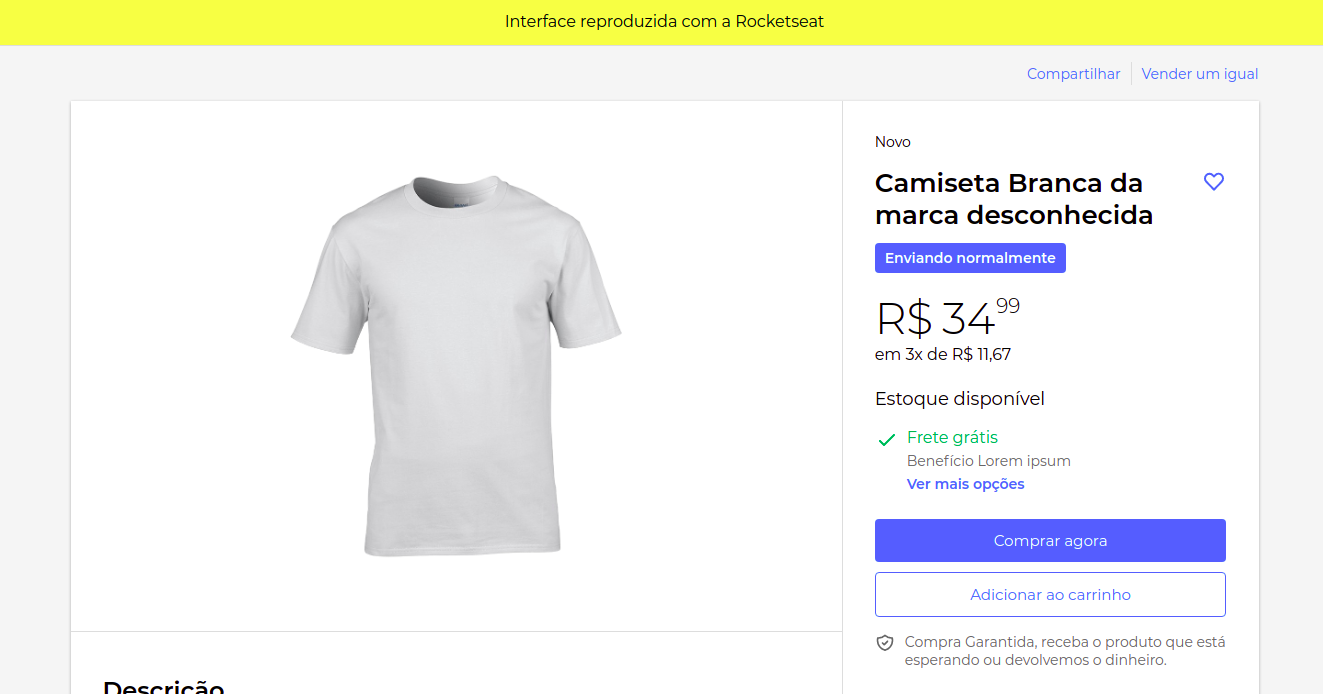 Interface reproduzida com a Rocketseat
Compartilhar
Vender um igual
Novo
Camiseta Branca da
marca desconhecida
Enviando normalmente
R$ 34 99
em 3x de R$ 11,67
Estoque disponível
Frete grátis
Benefício Lorem ipsum
Ver mais opções
Comprar agora
Adicionar ao carrinho
Compra Garantida, receba o produto que está
esperando ou devolvemos o dinheiro.
Descrição